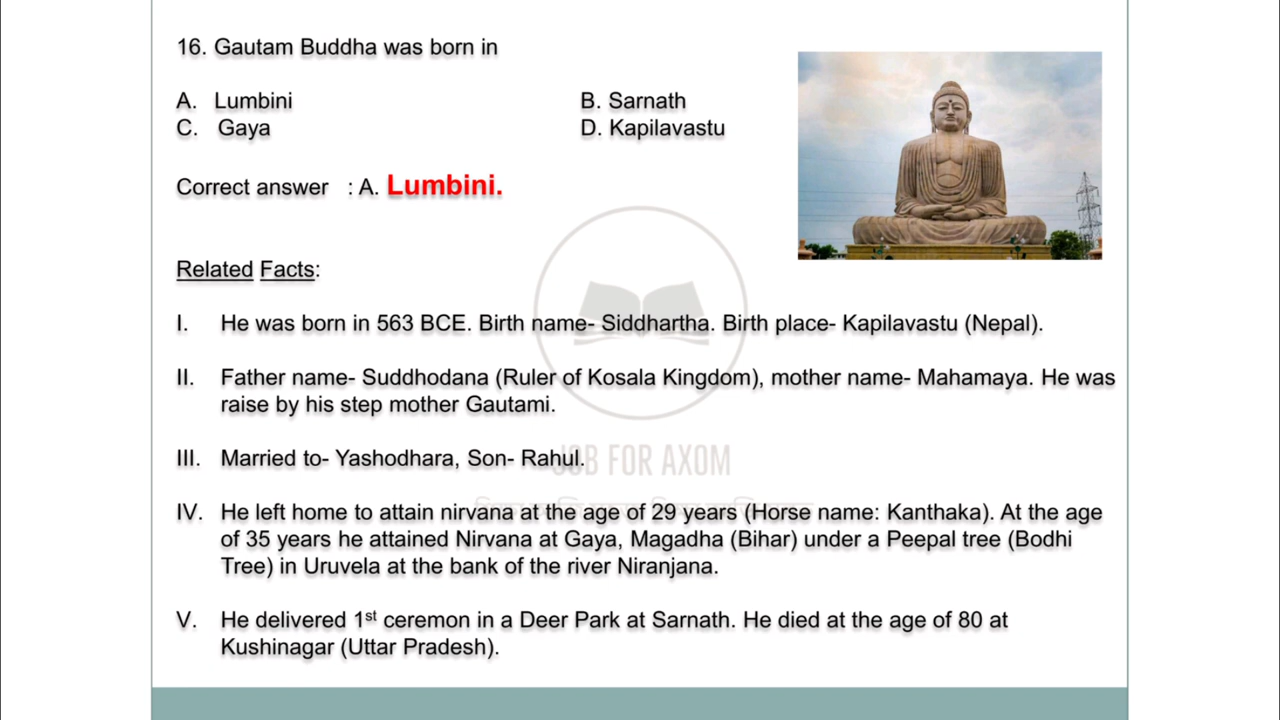 16. Gautam Buddha was born in
A. Lumbini B. Sarnath
C. Gaya D. Kapilavastu
Correct answer : A. Lumbini.
Related Facts:
I. He was born in 563 BCE. Birth name- Siddhartha. Birth place- Kapilavastu (Nepal).
II. Father name- Suddhodana (Ruler of Kosala Kingdom), mother name- Mahamaya. He was
raise by his step mother Gautami.
III. Married to- Yashodhara, Son- Rahul.
JOB FOR AXOM
IV. He left home to attain nirvana at the age of 29 years (Horse name: Kanthaka). At the age
of 35 years he attained Nirvana at Gaya, Magadha (Bihar) under a Peepal tree (Bodhi
Tree) in Uruvela at the bank of the river Niranjana.
V. He delivered 1st ceremon in a Deer Park at Sarnath. He died at the age of 80 at
Kushinagar (Uttar Pradesh).